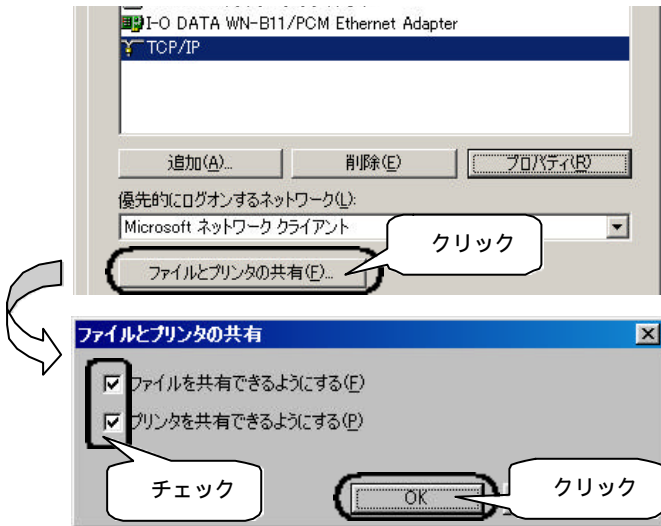 I-O DATA WN-B11/PCM Ethernet Adapter
TCP/IP
追加(A)... 削除(E) プロパティ(R)
優先的にログオンするネットワーク(L):
Microsoft ネットワーク クライアント
クリック
ファイルとプリンタの共有(F)...
ファイルとプリンタの共有
ファイルを共有できるようにする(F)
プリンタを共有できるようにする(P)
チェック
OK
クリック